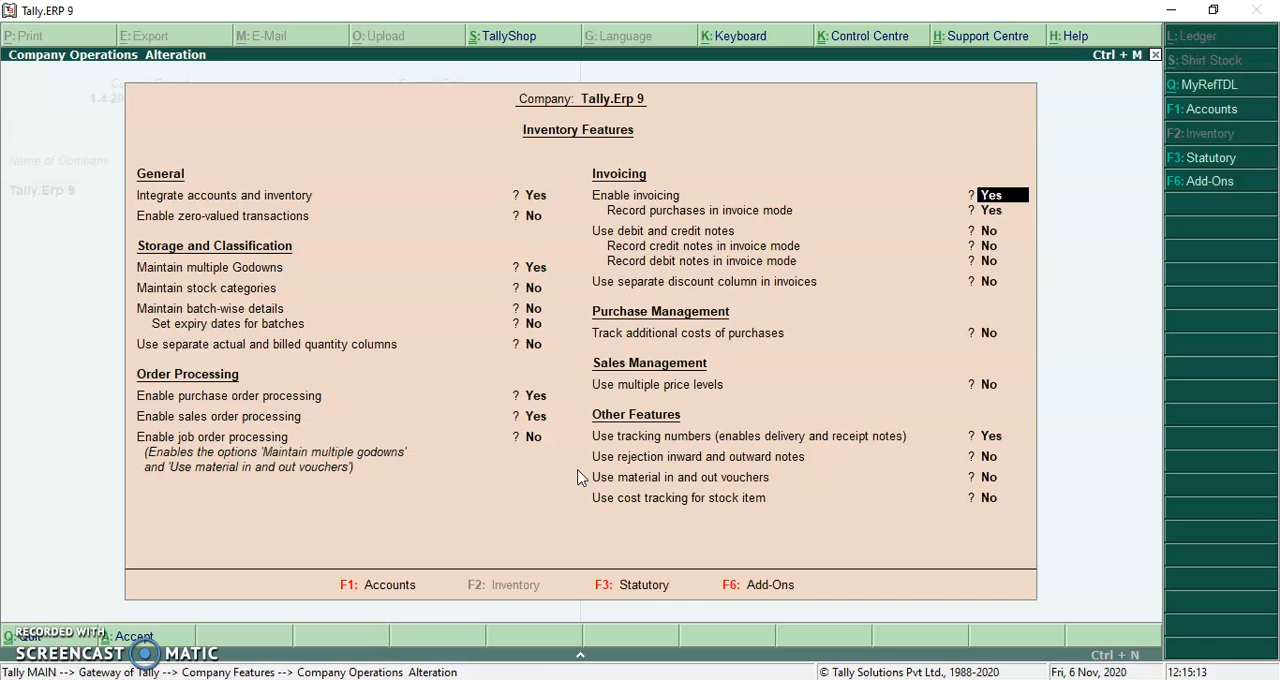 Tally.ERP 9
P: Print
E: Export
M: E-Mail
O: Upload
S: TallyShop
G: Language
K: Keyboard
K: Control Centre
H: Support Centre
H: Help
Company Operations Alteration
Ctrl + M
Company: Tally.Erp 9
Inventory Features
General
Integrate accounts and inventory ? Yes
Enable zero-valued transactions ? No
Storage and Classification
Maintain multiple Godowns ? Yes
Maintain stock categories ? No
Maintain batch-wise details ? No
Set expiry dates for batches ? No
Use separate actual and billed quantity columns ? No
Order Processing
Enable purchase order processing ? Yes
Enable sales order processing ? Yes
Enable job order processing ? No
(Enables the options 'Maintain multiple godowns'
and 'Use material in and out vouchers')
Invoicing
Enable invoicing ? Yes
Record purchases in invoice mode ? Yes
Use debit and credit notes ? No
Record credit notes in invoice mode ? No
Record debit notes in invoice mode ? No
Use separate discount column in invoices ? No
Purchase Management
Track additional costs of purchases ? No
Sales Management
Use multiple price levels ? No
Other Features
Use tracking numbers (enables delivery and receipt notes) ? Yes
Use rejection inward and outward notes ? No
Use material in and out vouchers ? No
Use cost tracking for stock item ? No
F1: Accounts
F2: Inventory
F3: Statutory
F6: Add-Ons
L: Ledger
S: Shirt Stock
Q: MyRefTDL
F1: Accounts
F2: Inventory
F3: Statutory
F6: Add-Ons
Name of Company
Tally.Erp 9
Q: Quit
A: Accept
RECORDED WITH
SCREENCAST MATIC
Ctrl + N
Tally MAIN --> Gateway of Tally --> Company Features --> Company Operations Alteration
© Tally Solutions Pvt Ltd., 1988-2020
Fri, 6 Nov, 2020
12:15:13